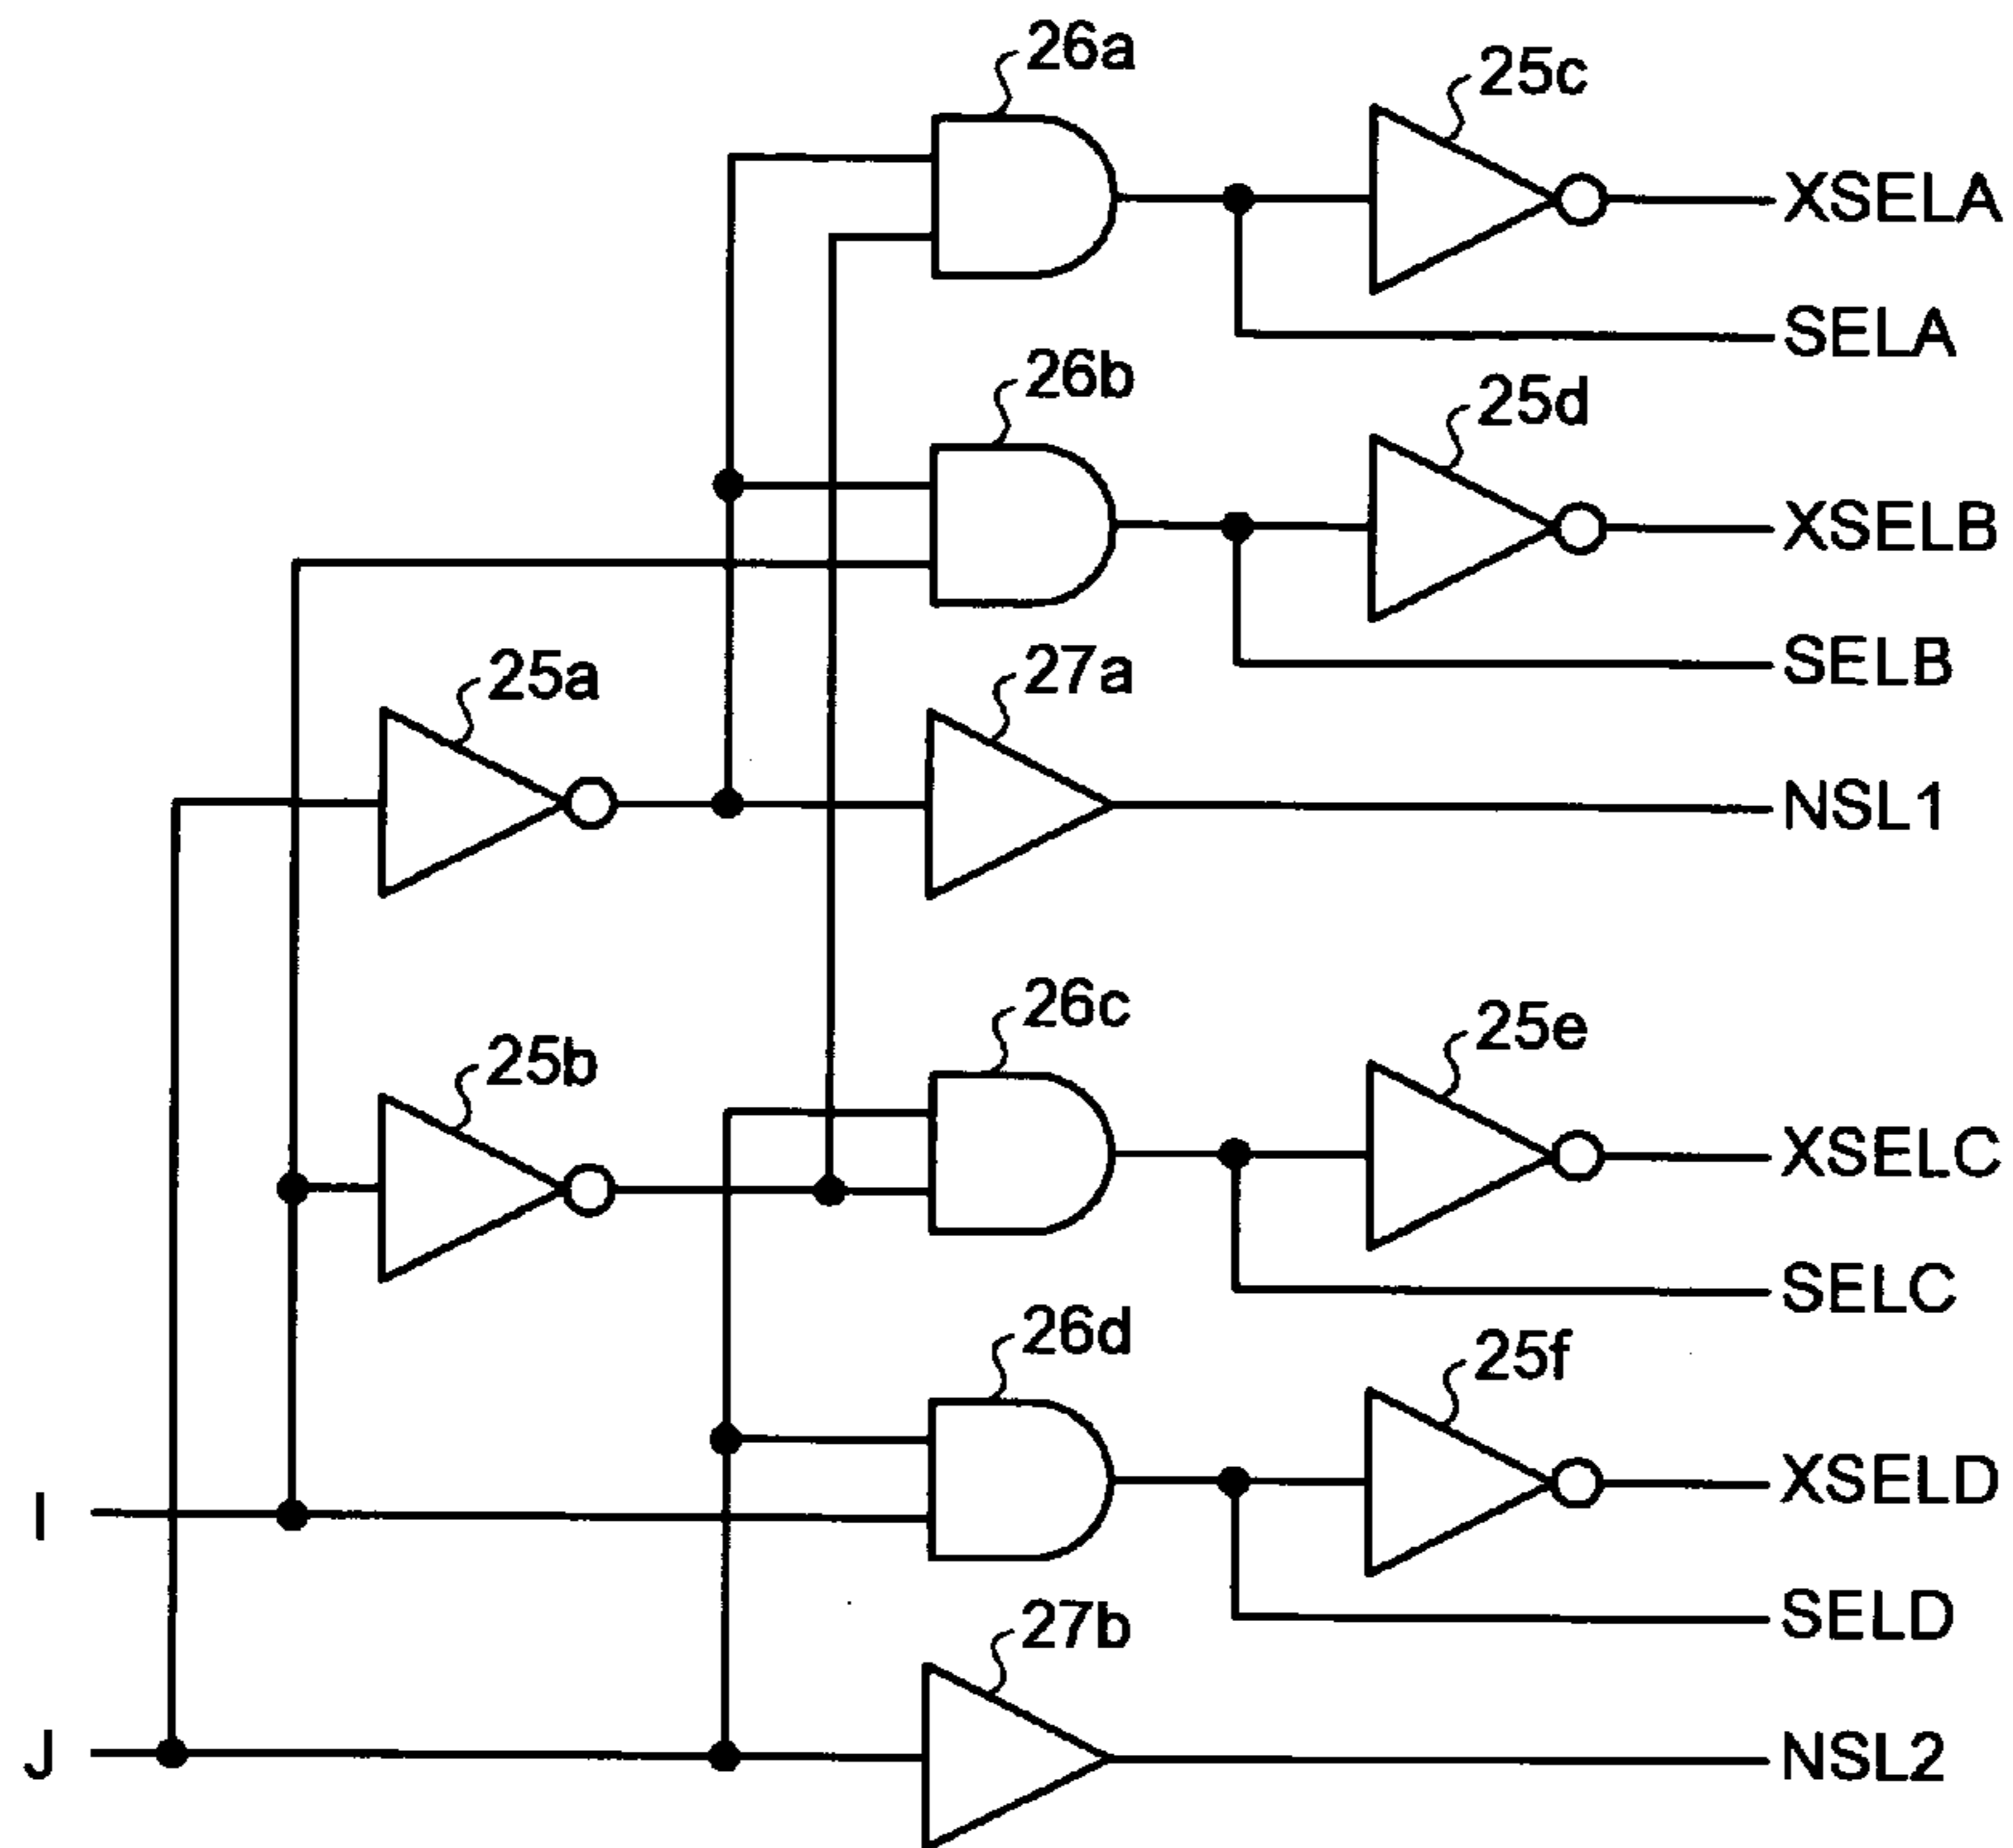 26a
25c
XSELA
SELA
26b
25d
XSELB
SELB
25a
27a
NSL1
26c
25e
25b
XSELC
SELC
26d
25f
XSELD
I
SELD
27b
J
NSL2